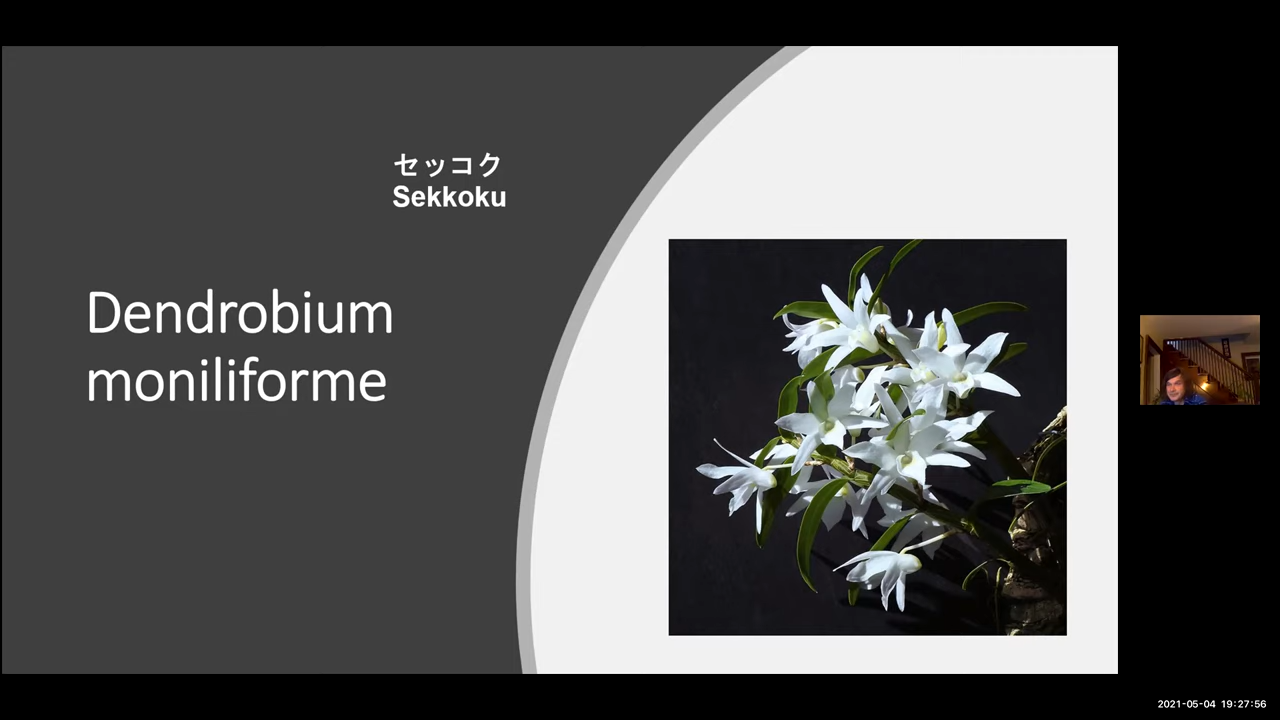 セッコク
Sekkoku
Dendrobium
moniliforme
2021-05-04 19:27:56